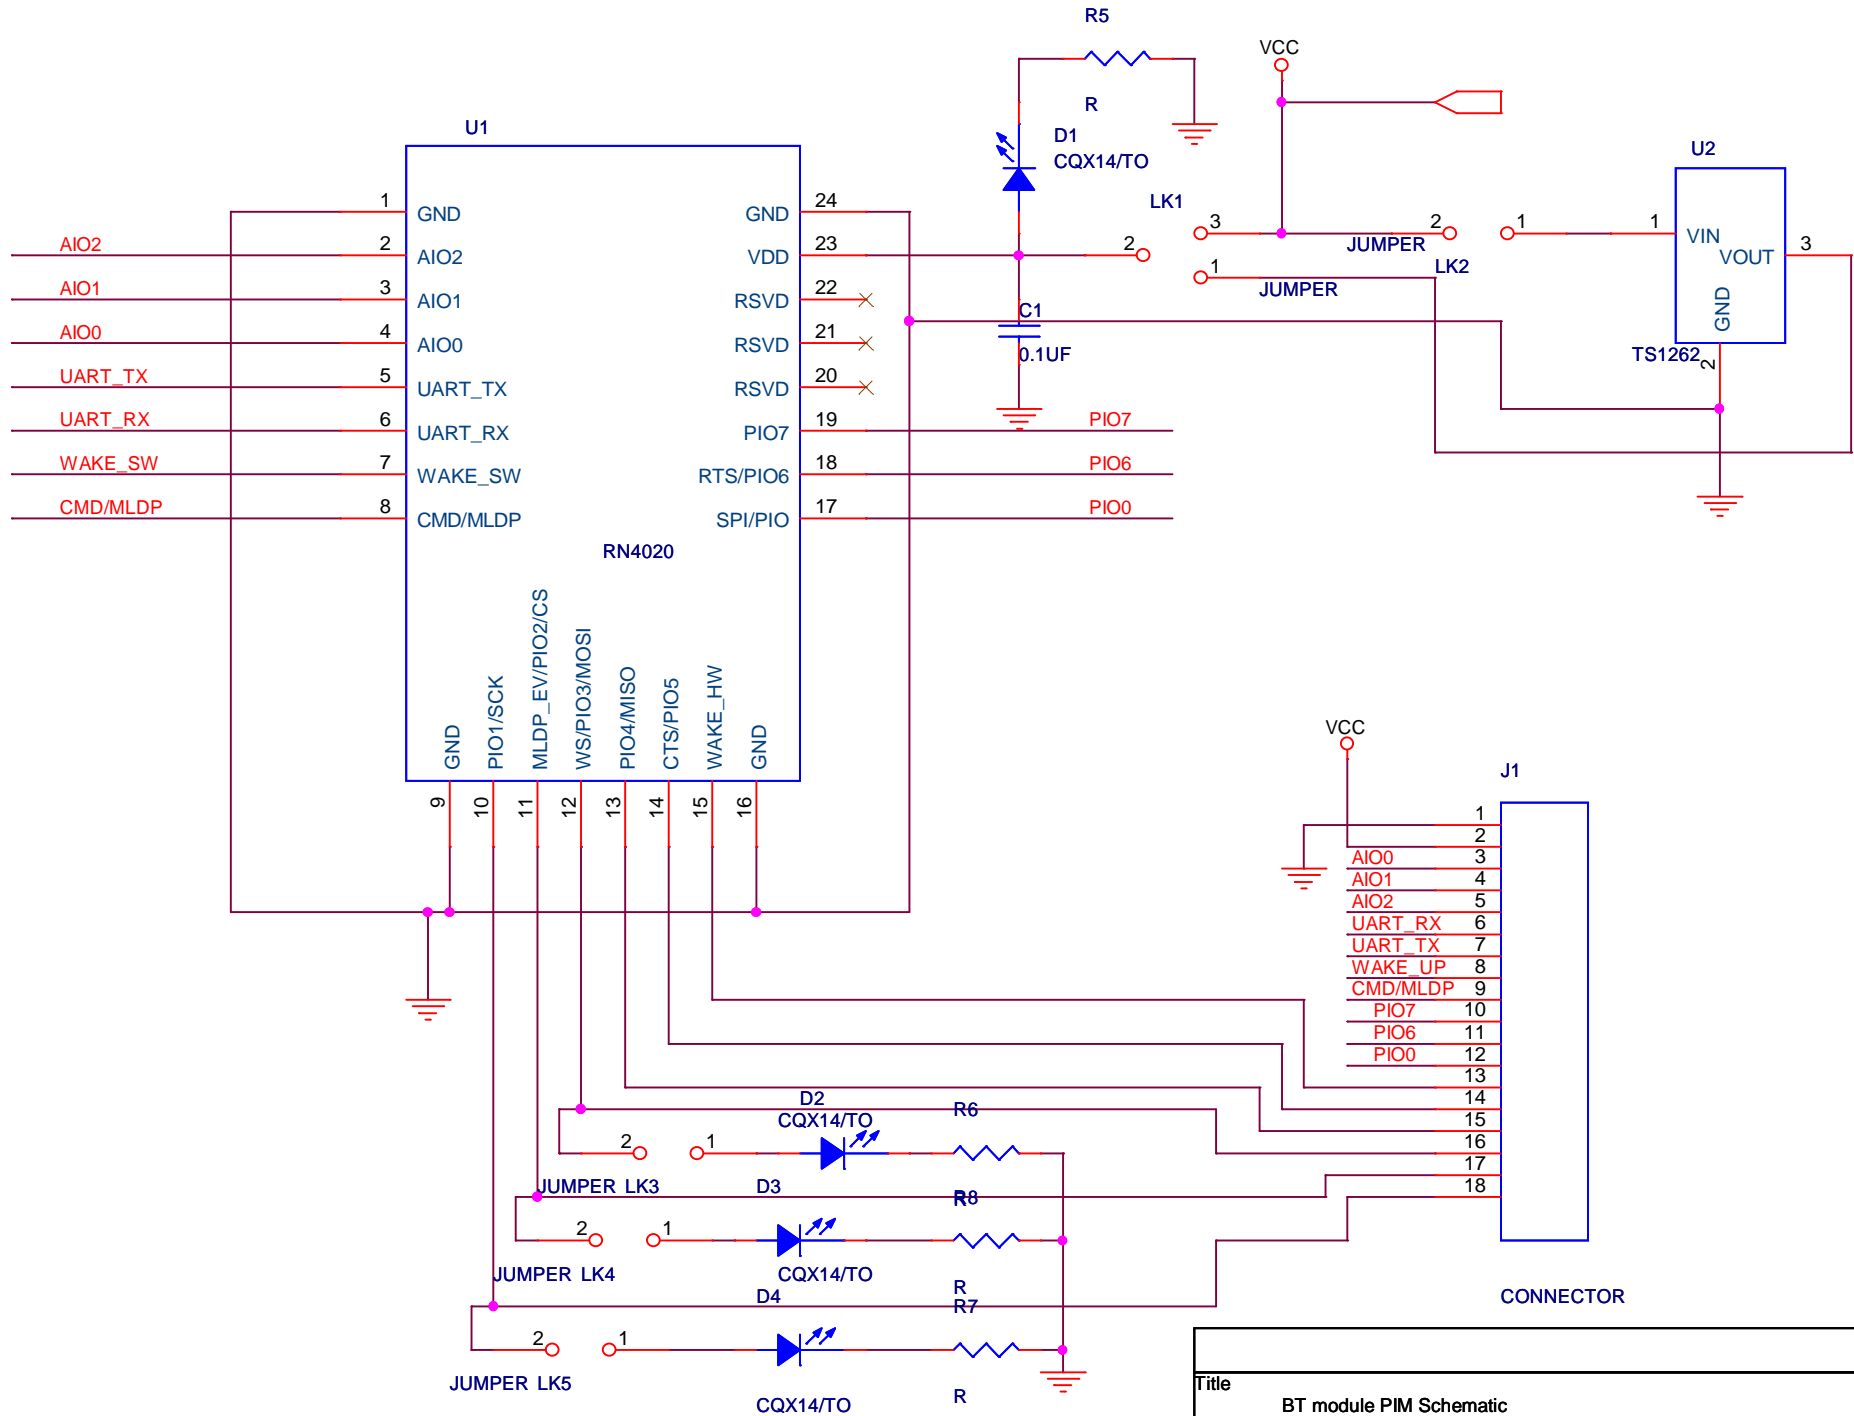 R5
VCC
R
D1
CQX14/TO
U1
U2
LK1
1 GND
GND 24
AIO2 2 AIO2
VDD 23
2
3
1
JUMPER
2
LK2
1
JUMPER
1 VIN
VOUT 3
GND
2
TS1262
AIO1 3 AIO1
RSVD 22
C1
0.1UF
AIO0 4 AIO0
RSVD 21
UART_TX 5 UART_TX
RSVD 20
UART_RX 6 UART_RX
PIO7 19 PIO7
WAKE_SW 7 WAKE_SW
RTS/PIO6 18 PIO6
CMD/MLDP 8 CMD/MLDP
SPI/PIO 17 PIO0
RN4020
GND
PIO1/SCK
MLDP_EV/PIO2/CS
WS/PIO3/MOSI
PIO4/MISO
CTS/PIO5
WAKE_HW
GND
9
10
11
12
13
14
15
16
VCC
J1
1
2
AIO0 3
AIO1 4
AIO2 5
UART_RX 6
UART_TX 7
WAKE_UP 8
CMD/MLDP 9
PIO7 10
PIO6 11
PIO0 12
13
14
15
16
17
18
CONNECTOR
D2
CQX14/TO
R6
2
1
JUMPER LK3
D3
R
R8
2
1
JUMPER LK4
CQX14/TO
R
D4
R7
2
1
JUMPER LK5
CQX14/TO
R
Title
BT module PIM Schematic